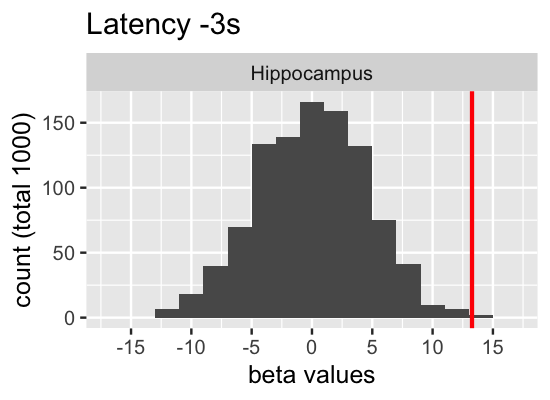 Latency -3s
Hippocampus
count (total 1000)
150
100
50
0
-15 -10 -5 0 5 10 15
beta values